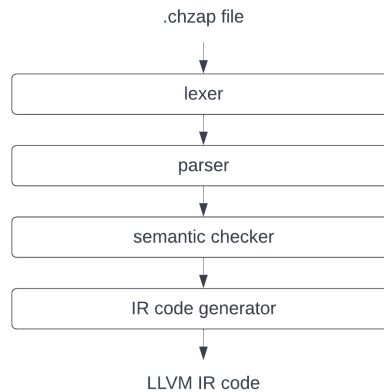 .chzap file
lexer
parser
semantic checker
IR code generator
LLVM IR code